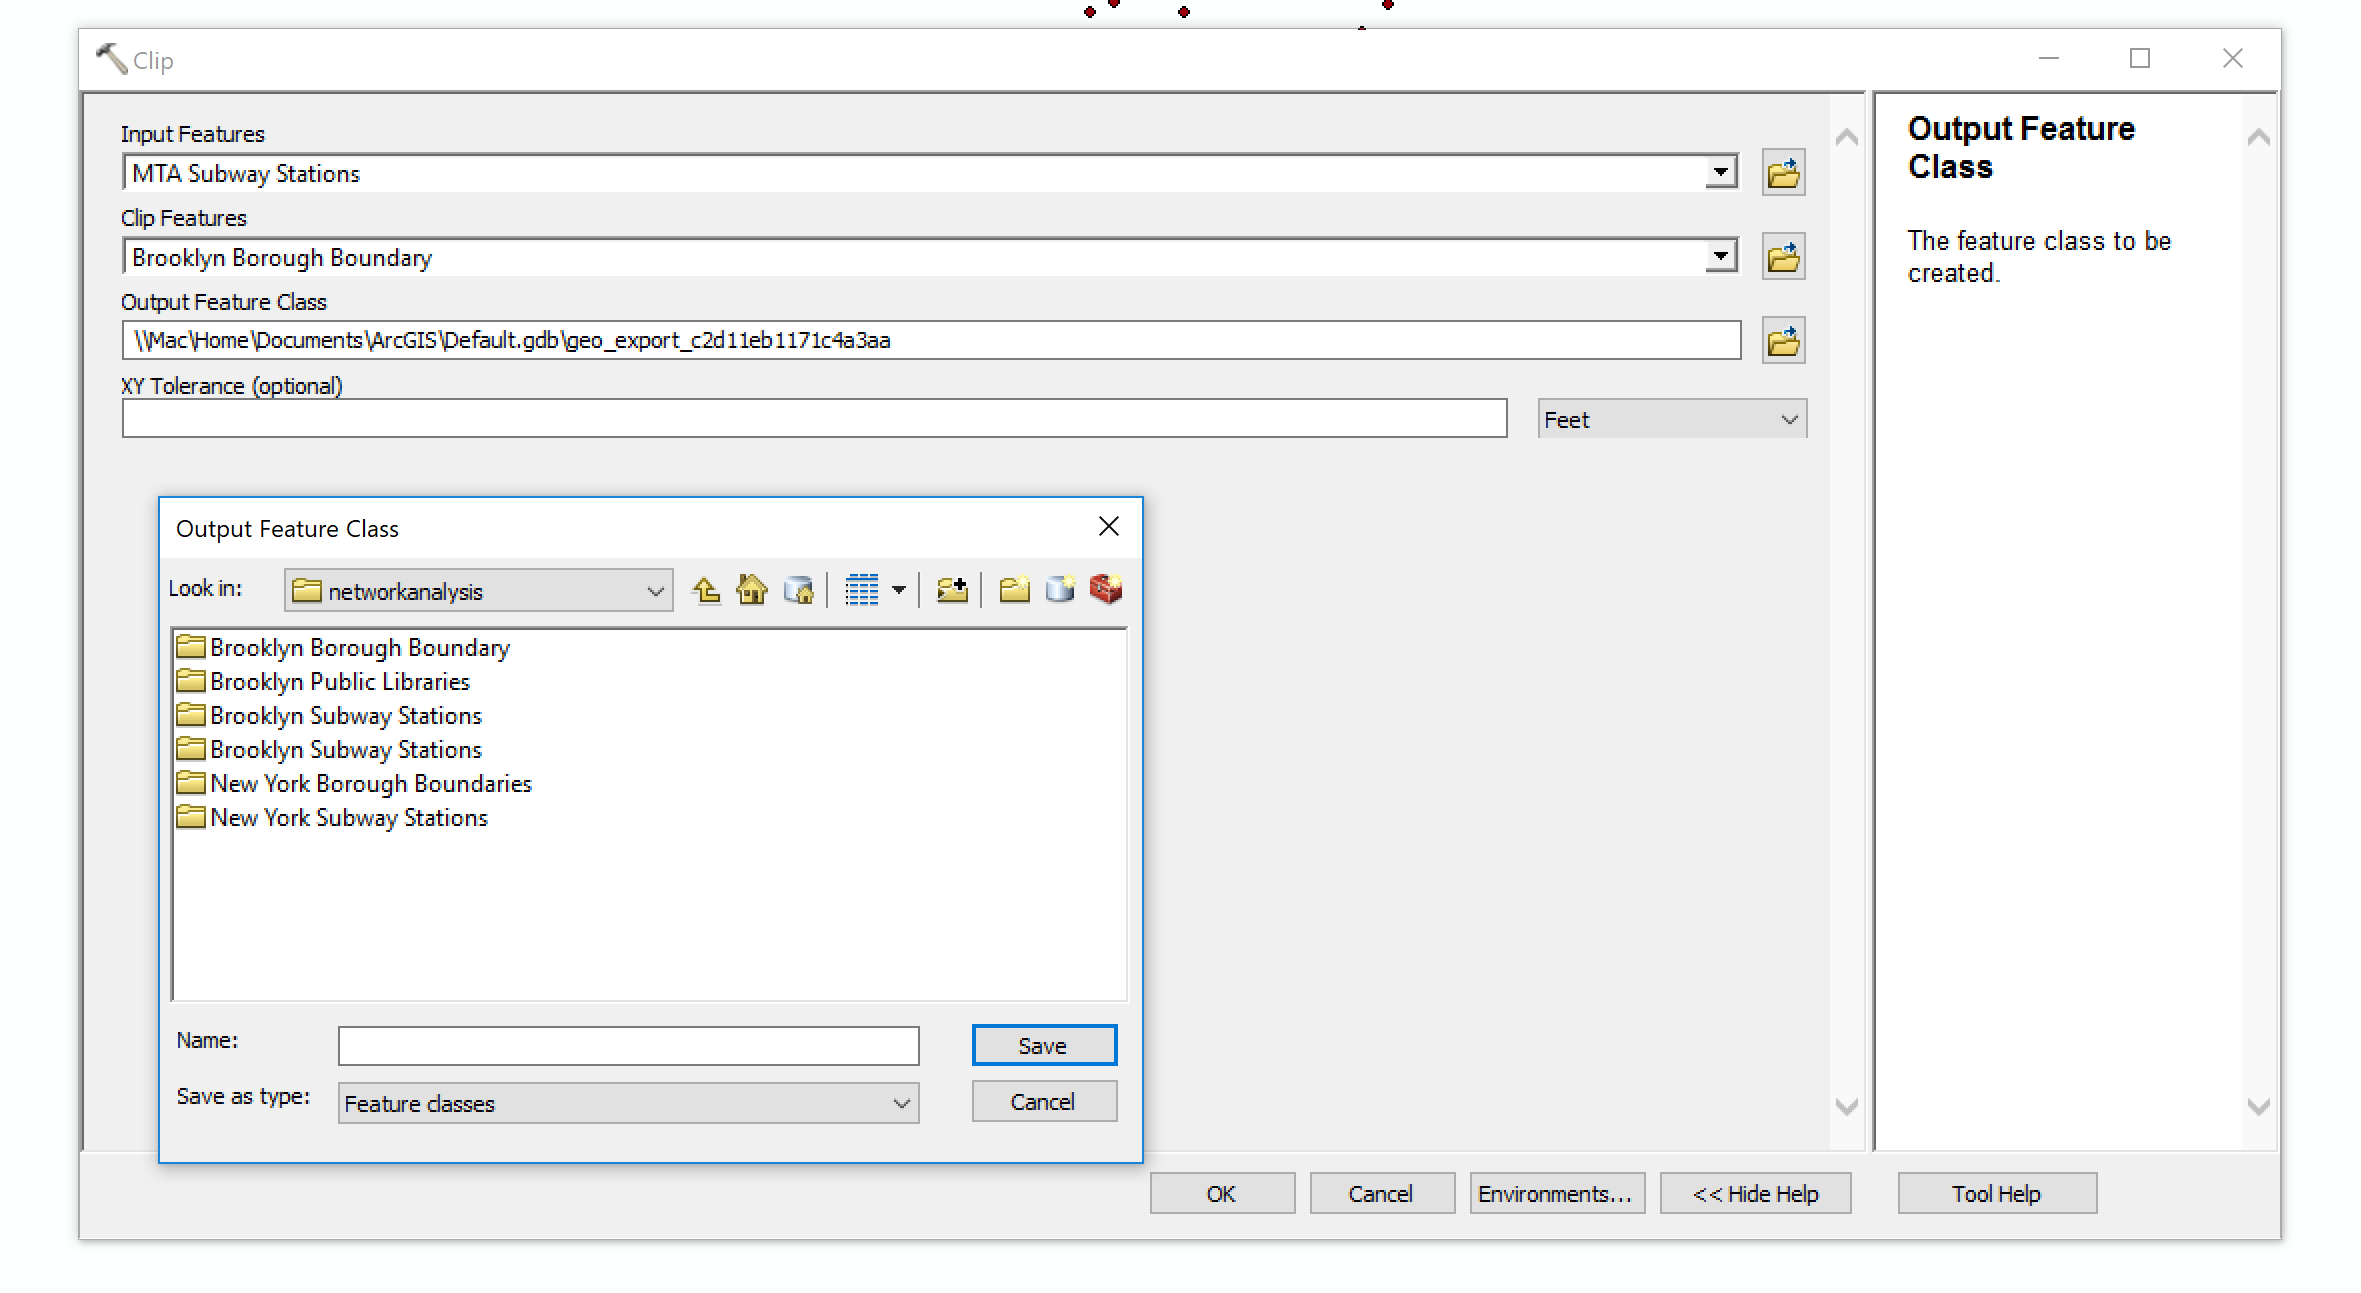 Clip
Input Features
MTA Subway Stations
Clip Features
Brooklyn Borough Boundary
Output Feature Class
\\Mac\Home\Documents\ArcGIS\Default.gdb\geo_export_c2d11eb1171c4a3aa
XY Tolerance (optional)
Feet
Output Feature Class
Look in:
networkanalysis
Brooklyn Borough Boundary
Brooklyn Public Libraries
Brooklyn Subway Stations
Brooklyn Subway Stations
New York Borough Boundaries
New York Subway Stations
Name:
Save
Save as type:
Feature classes
Cancel
Output Feature
Class
The feature class to be
created.
OK
Cancel
Environments...
<< Hide Help
Tool Help